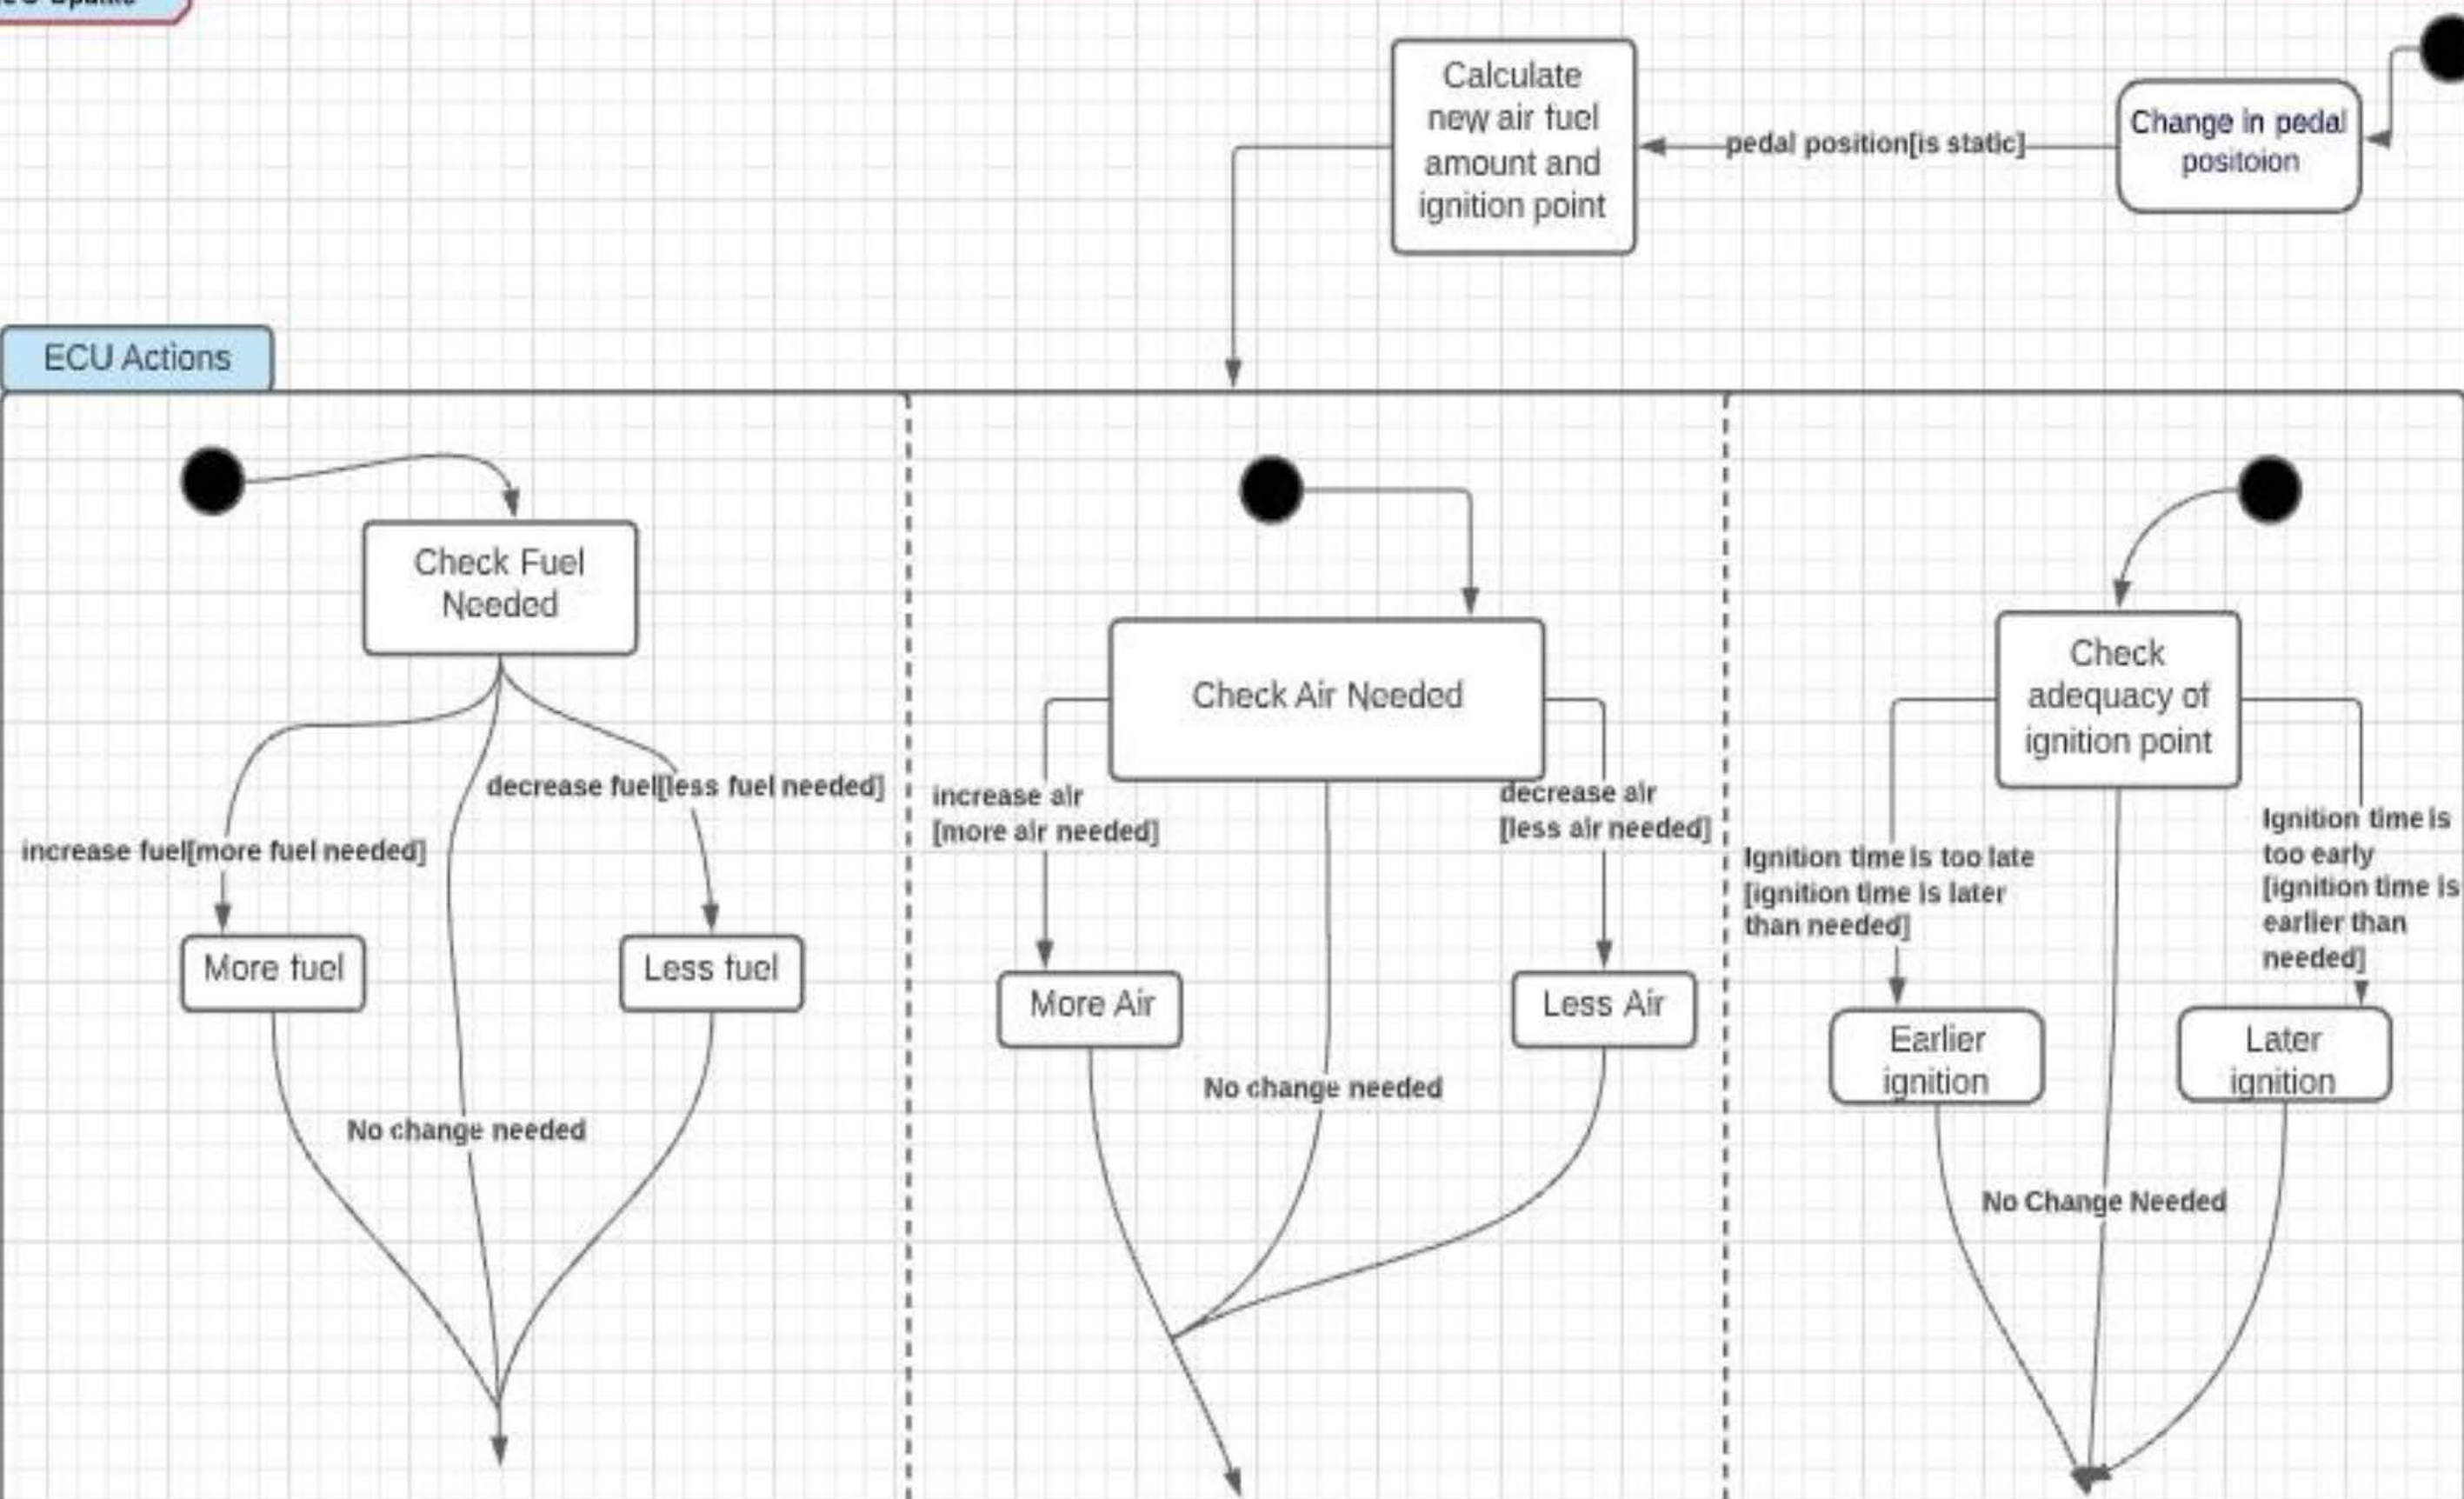 Calculate
new air fuel
amount and
ignition point
pedal position[is static]
Change in pedal
positoion
ECU Actions
Check Fuel
Needed
decrease fuel[less fuel needed]
increase fuel[more fuel needed]
More fuel
Less fuel
No change needed
Check Air Needed
increase air
[more air needed]
decrease air
[less air needed]
More Air
Less Air
No change needed
Check
adequacy of
ignition point
Ignition time is too late
[ignition time is later
than needed]
Ignition time is
too early
[ignition time is
earlier than
needed]
Earlier
ignition
Later
ignition
No Change Needed